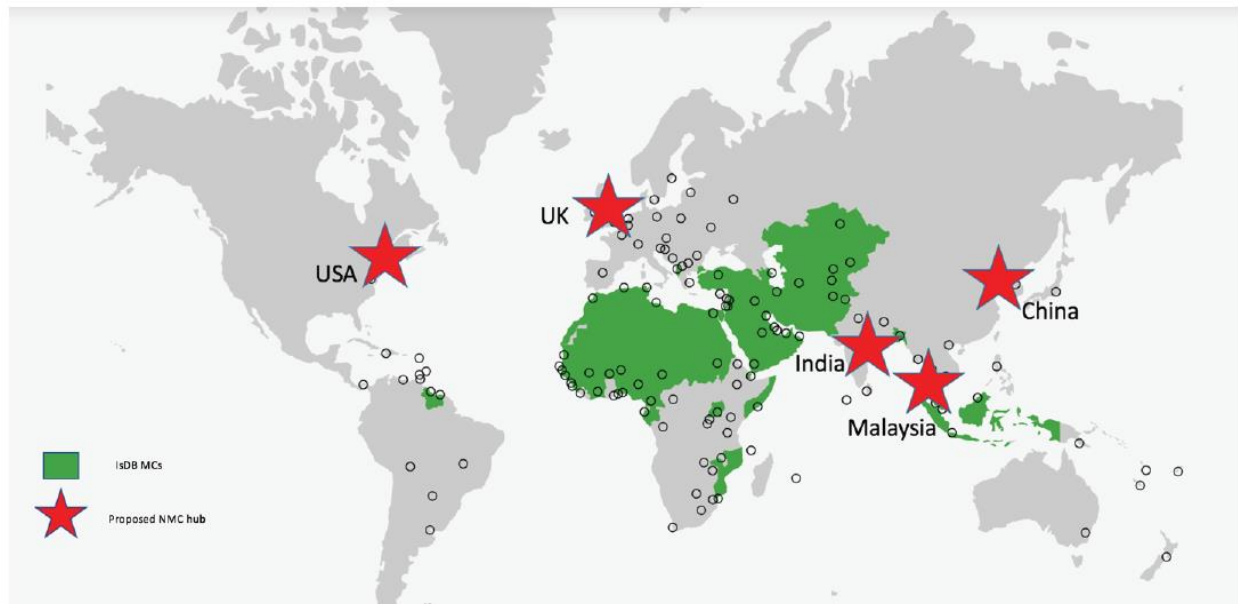 UK
USA
China
India
Malaysia
IsDB MCs
Proposed NMC hub